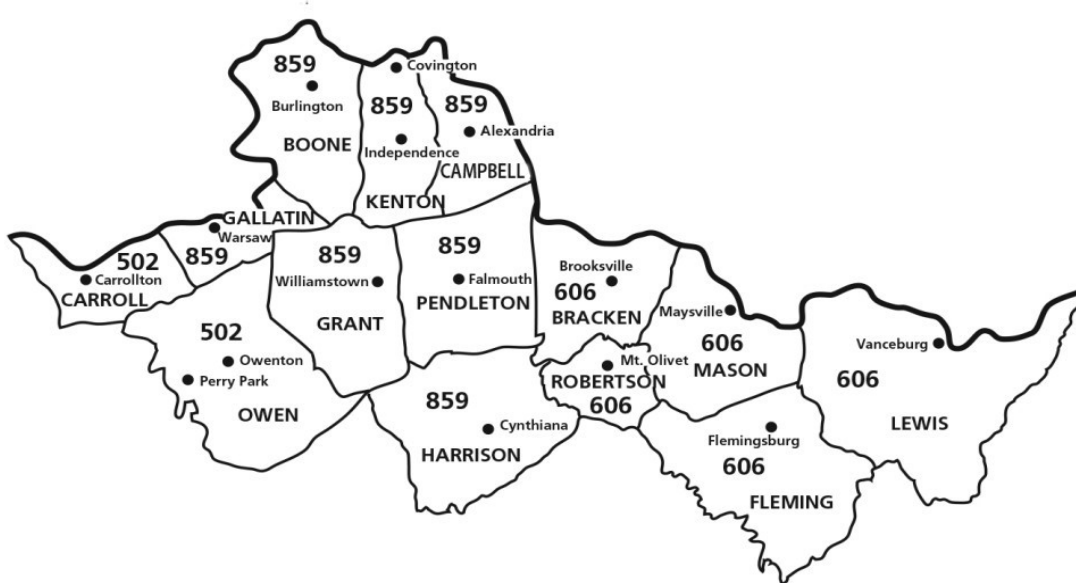 859
Burlington
BOONE
Covington
859
Independence
KENTON
859
Alexandria
CAMPBELL
GALLATIN
Warsaw
859
502
Carrollton
CARROLL
859
Williamstown
GRANT
859
Falmouth
PENDLETON
502
Owenton
Perry Park
OWEN
859
Cynthiana
HARRISON
Brooksville
606
BRACKEN
Mt. Olivet
ROBERTSON
606
Maysville
606
MASON
Flemingsburg
606
FLEMING
Vanceburg
606
LEWIS